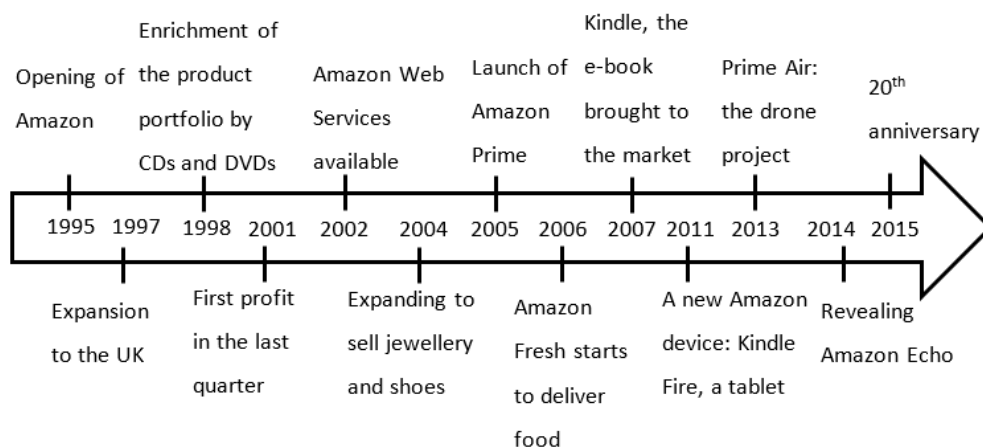 Opening of
Amazon
Enrichment of
the product
portfolio by
CDs and DVDs
Amazon Web
Services
available
Launch of
Amazon
Prime
Kindle, the
e-book
brought to
the market
Prime Air:
the drone
project
20th
anniversary
1995 1997 1998 2001 2002 2004 2005 2006 2007 2011 2013 2014 2015
Expansion
to the UK
First profit
in the last
quarter
Expanding to
sell jewellery
and shoes
Amazon
Fresh starts
to deliver
food
A new Amazon
device: Kindle
Fire, a tablet
Revealing
Amazon Echo